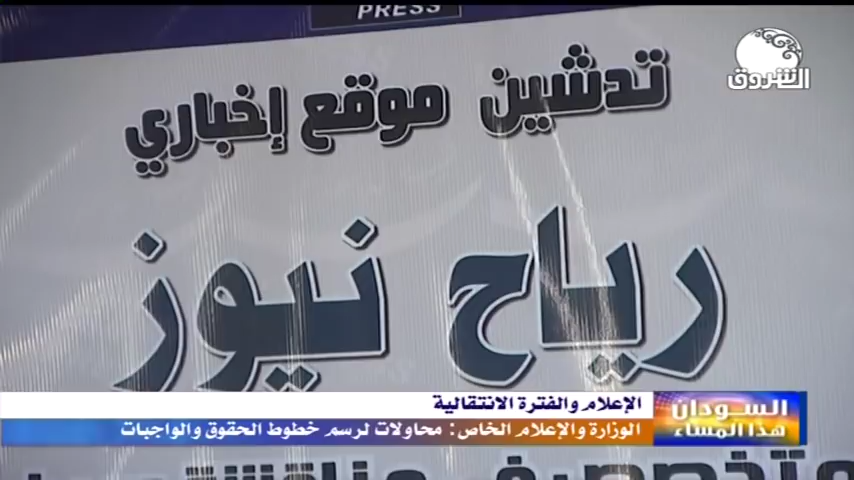 PRESS
الشروق
تدشين موقع إخباري
رياح نيوز
الإعلام والفترة الانتقالية
السودان
هذا المساء
الوزارة والإعلام الخاص: محاولات لرسم خطوط الحقوق والواجبات